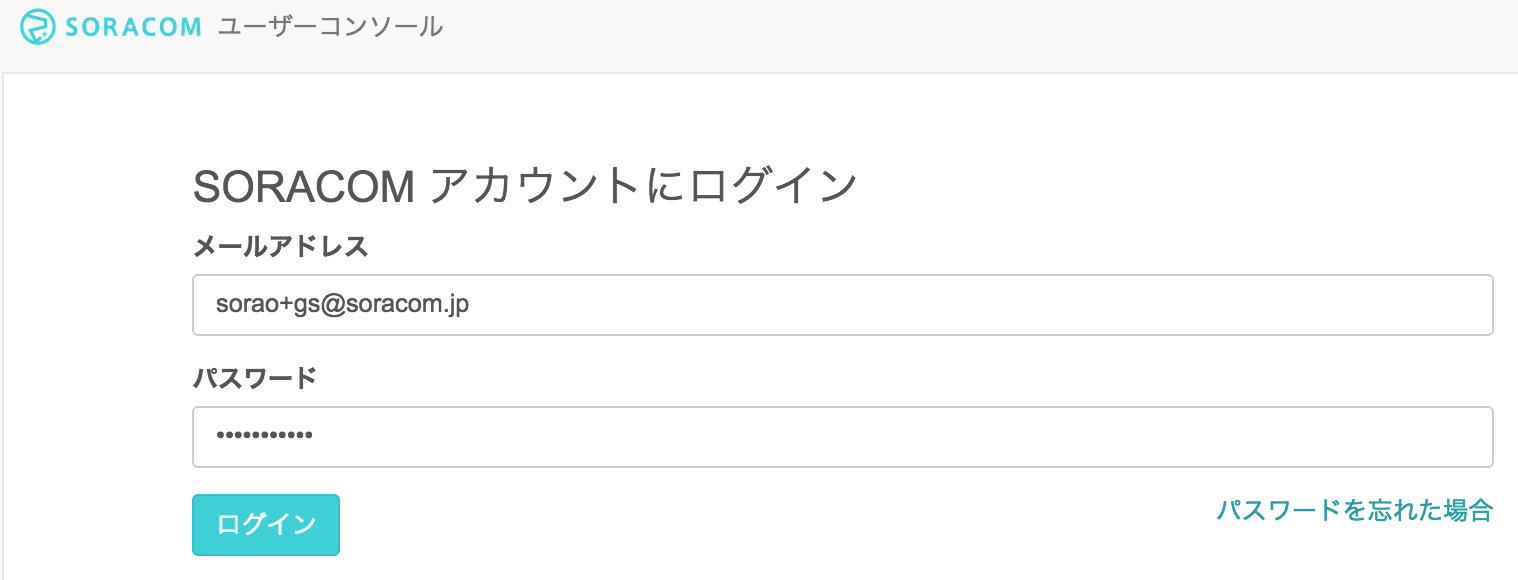 SORACOM ユーザーコンソール
SORACOM アカウントにログイン
メールアドレス
sorao+gs@soracom.jp
パスワード
•••••••••••
ログイン
パスワードを忘れた場合